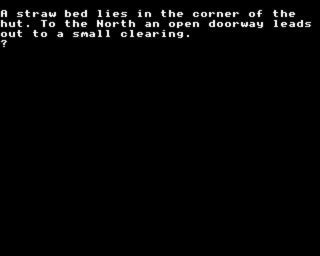 A straw bed lies in the corner of the
hut. To the North an open doorway leads
out to a small clearing.
?